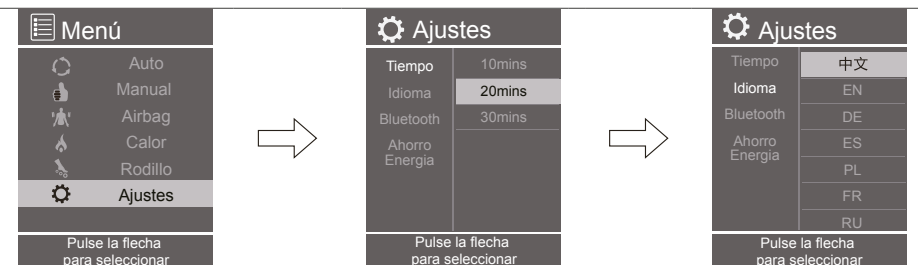 Menú
Auto
Manual
Airbag
Calor
Rodillo
Ajustes
Pulse la flecha
para seleccionar
Ajustes
Tiempo
Idioma
Bluetooth
Ahorro
Energia
10mins
20mins
30mins
Pulse la flecha
para seleccionar
Ajustes
Tiempo
Idioma
Bluetooth
Ahorro
Energia
中文
EN
DE
ES
PL
FR
RU
Pulse la flecha
para seleccionar